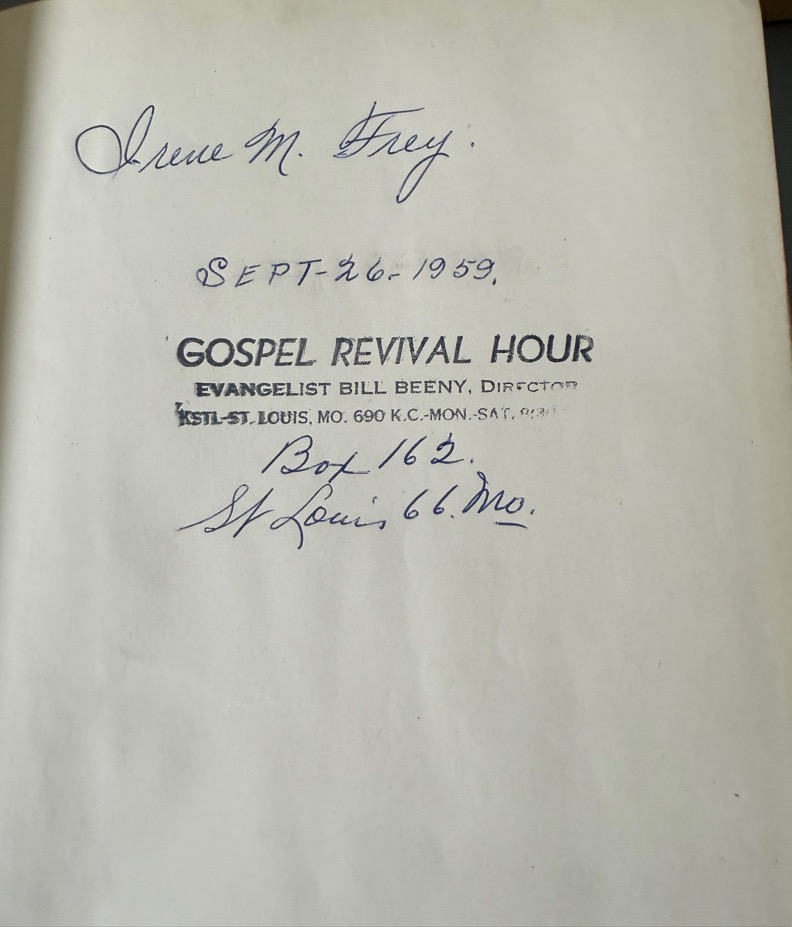 Irene M. Frey.
SEPT-26-1959.
GOSPEL REVIVAL HOUR
EVANGELIST BILL BEENY, DIRECTOR
KSTL-ST. LOUIS, MO. 690 K.C.-MON.-SAT.
Box 162.
St Louis 66. Mo.